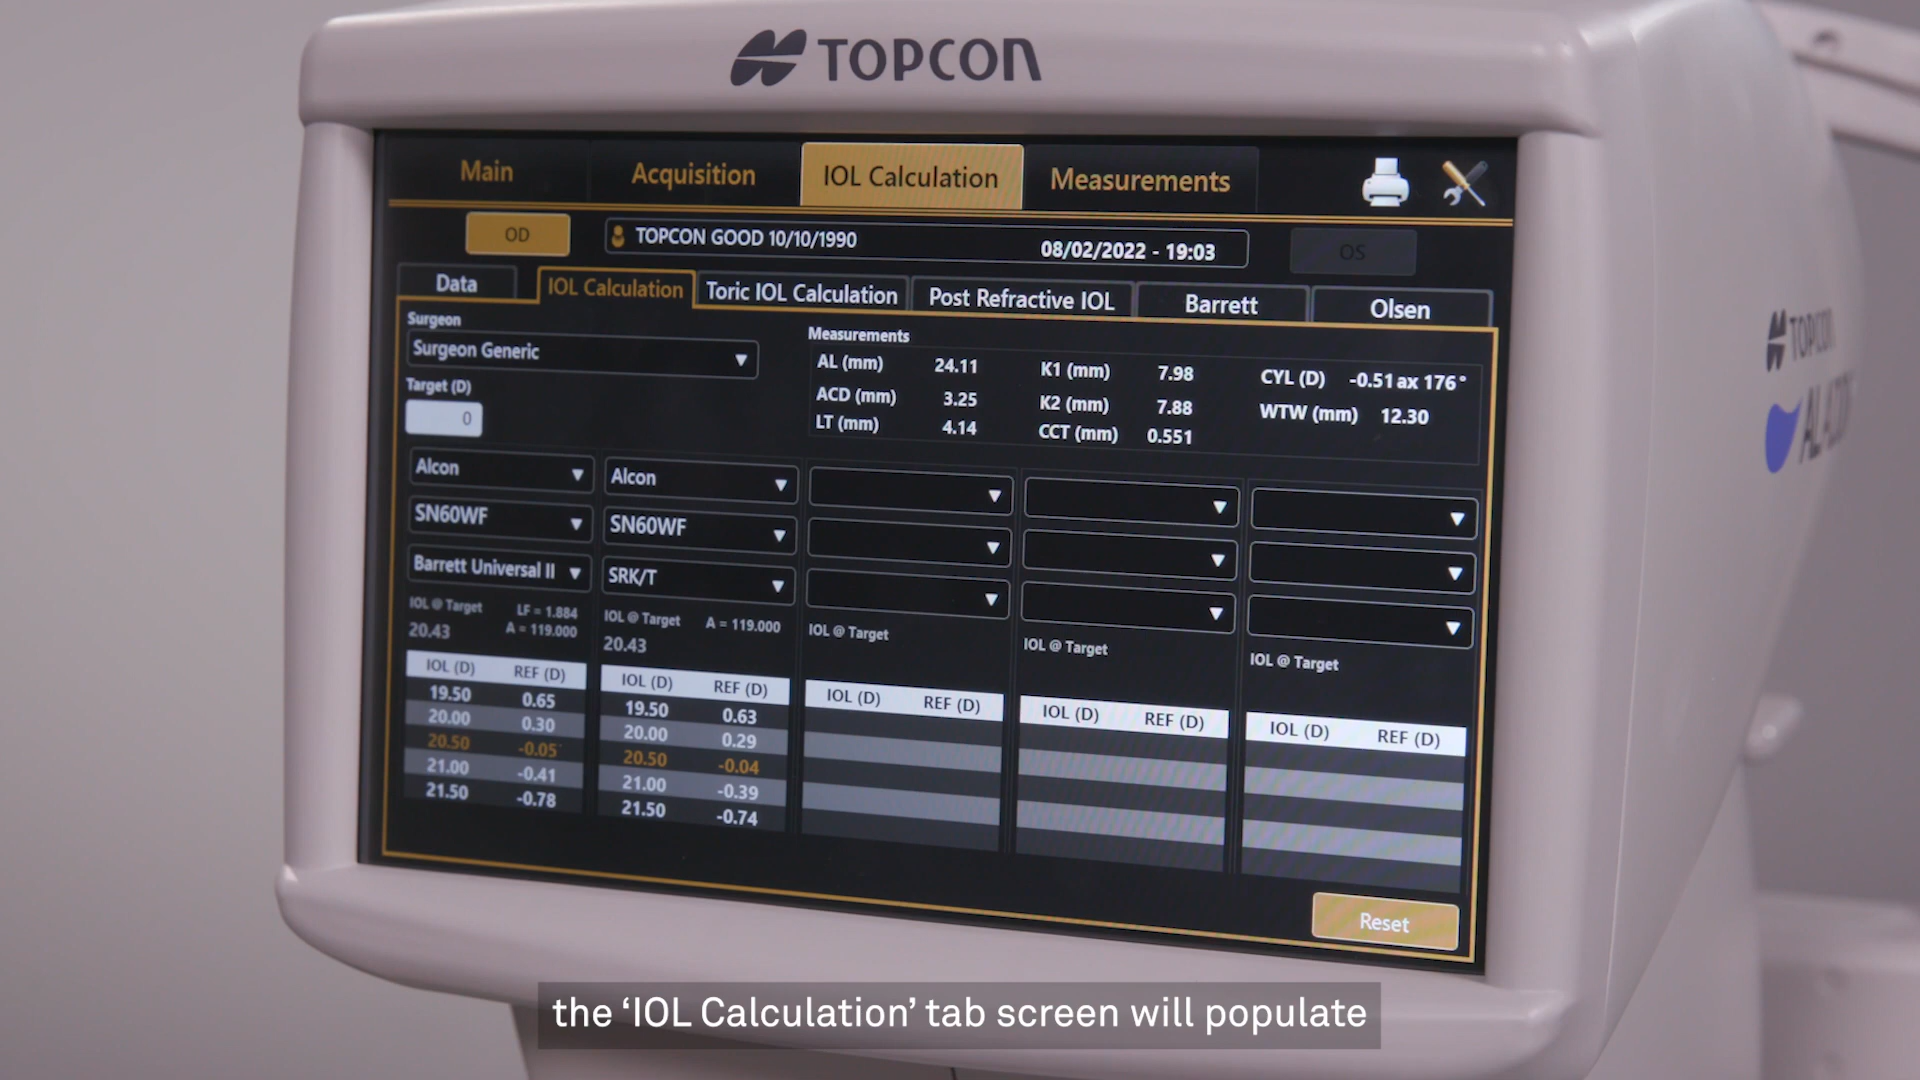 TOPCON
Main Acquisition IOL Calculation Measurements
OD TOPCON GOOD 10/10/1990 08/02/2022 - 19:03 OS
Data IOL Calculation Toric IOL Calculation Post Refractive IOL Barrett Olsen
Surgeon
Surgeon Generic
Target (D)
0
Measurements
AL (mm) 24.11 K1 (mm) 7.98 CYL (D) -0.51 ax 176°
ACD (mm) 3.25 K2 (mm) 7.88 WTW (mm) 12.30
LT (mm) 4.14 CCT (mm) 0.551
Alcon
SN60WF
Barrett Universal II
IOL @ Target LF = 1.884
20.43 A = 119.000
IOL (D) REF (D)
19.50 0.65
20.00 0.30
20.50 -0.05
21.00 -0.41
21.50 -0.78
Alcon
SN60WF
SRK/T
IOL @ Target A = 119.000
20.43
IOL (D) REF (D)
19.50 0.63
20.00 0.29
20.50 -0.04
21.00 -0.39
21.50 -0.74
IOL @ Target
IOL (D) REF (D)
IOL @ Target
IOL (D) REF (D)
IOL @ Target
IOL (D) REF (D)
Reset
TOPCON
the ‘IOL Calculation’ tab screen will populate